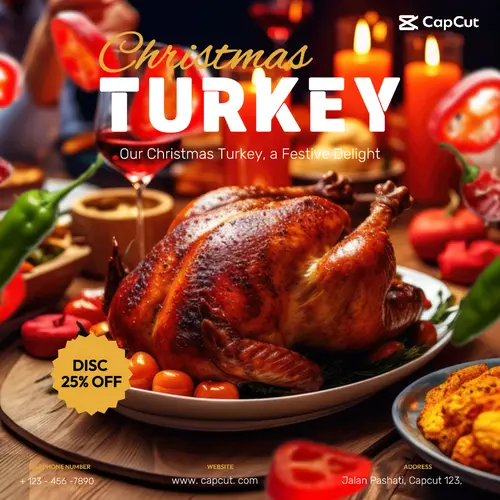 CapCut
Christmas
TURKEY
Our Christmas Turkey, a Festive Delight
DISC
25% OFF
NUMBER
WEBSITE
ADDRESS
+ 123 - 456 -7890
www. capcut. com
Jalan Pashati, Capcut 123,